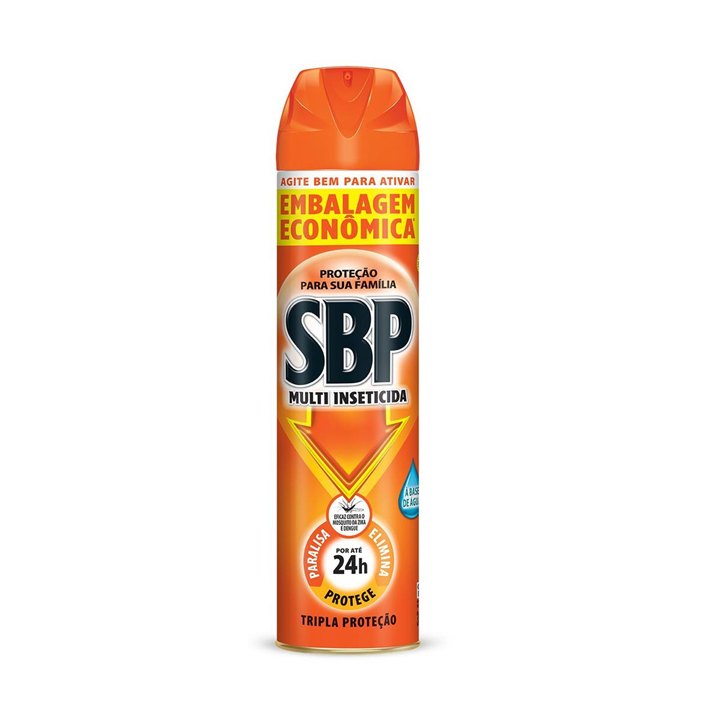 AGITE BEM PARA ATIVAR
EMBALAGEM
ECONÔMICA*
PROTEÇÃO
PARA SUA FAMÍLIA
SBP
MULTI INSETICIDA
À BASE
DE ÁGUA
EFICAZ CONTRA O
MOSQUITO DA ZIKA
E DENGUE
PARALISA
ELIMINA
POR ATÉ
24h
PROTEGE
TRIPLA PROTEÇÃO